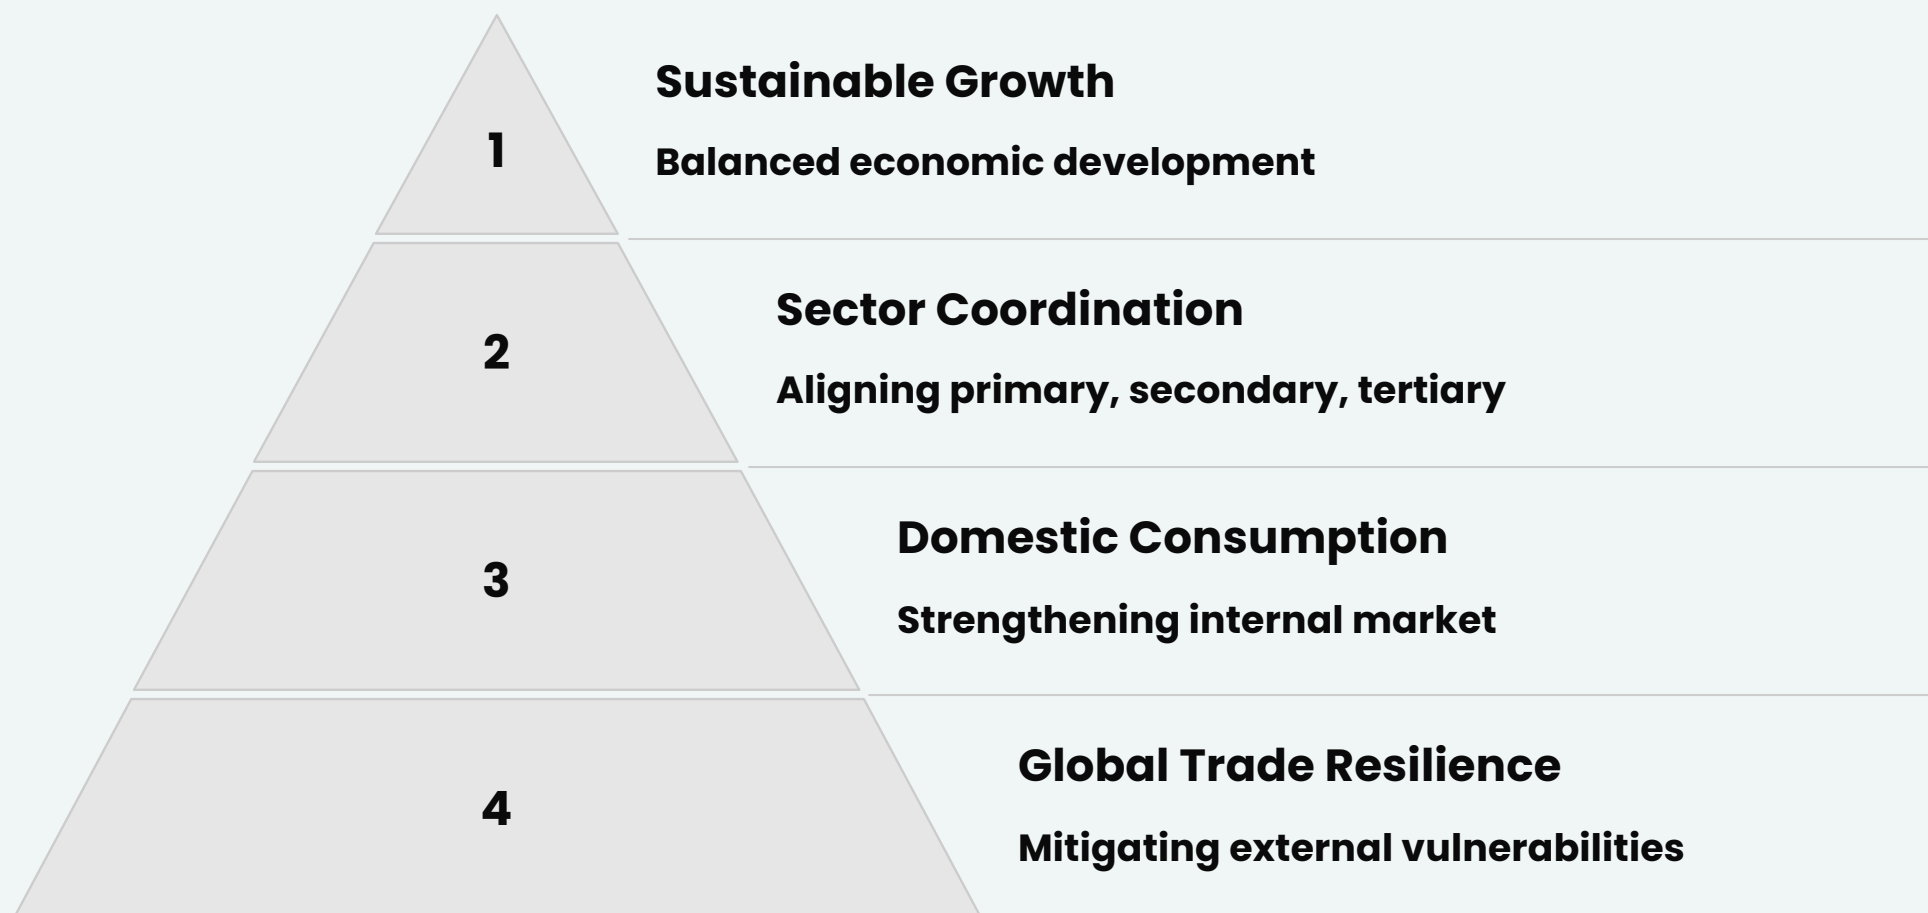 1
Sustainable Growth
Balanced economic development
2
Sector Coordination
Aligning primary, secondary, tertiary
3
Domestic Consumption
Strengthening internal market
4
Global Trade Resilience
Mitigating external vulnerabilities